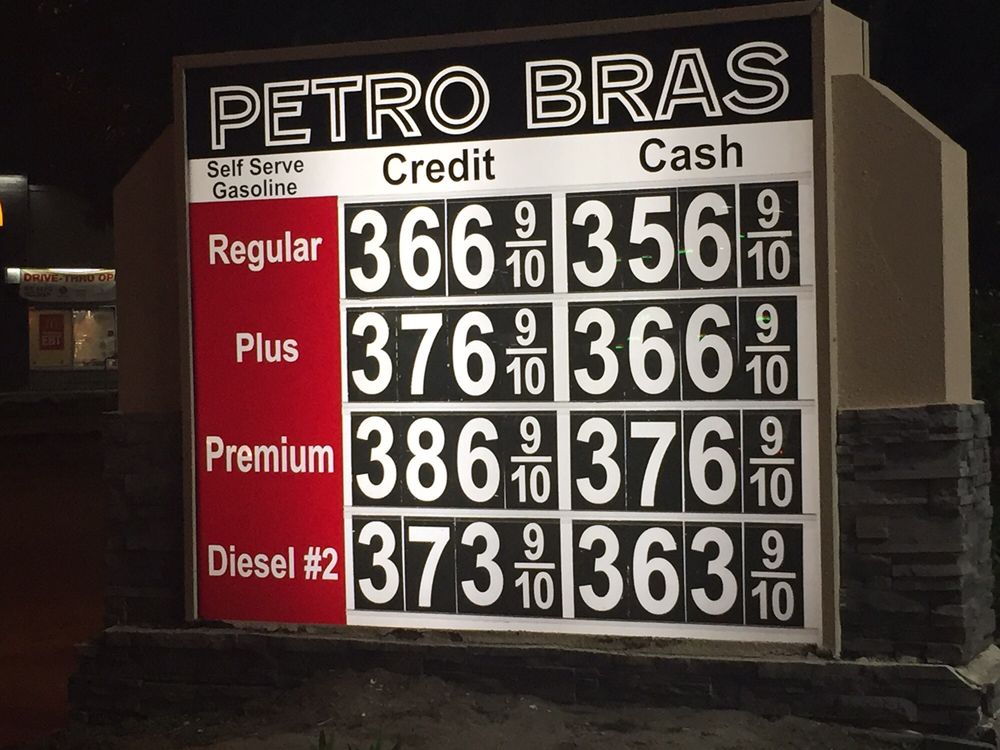 PETRO BRAS
Self Serve
Gasoline
Credit
Cash
Regular 366 9/10 356 9/10
Plus 376 9/10 366 9/10
Premium 386 9/10 376 9/10
Diesel #2 373 9/10 363 9/10
DRIVE-THRU OP
EBT